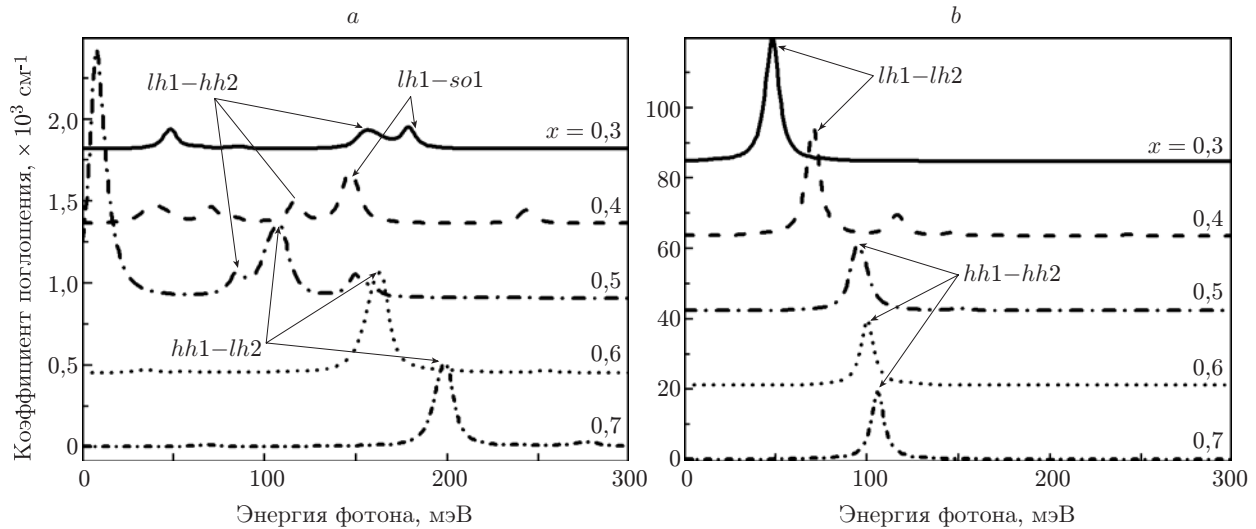 a
b
Коэффициент поглощения, × 10³ см⁻¹
2,0
1,5
1,0
0,5
0
lh1−hh2
lh1−so1
hh1−lh2
x = 0,3
0,4
0,5
0,6
0,7
0
100
200
300
Энергия фотона, мэВ
100
80
60
40
20
0
lh1−lh2
hh1−hh2
x = 0,3
0,4
0,5
0,6
0,7
0
100
200
300
Энергия фотона, мэВ